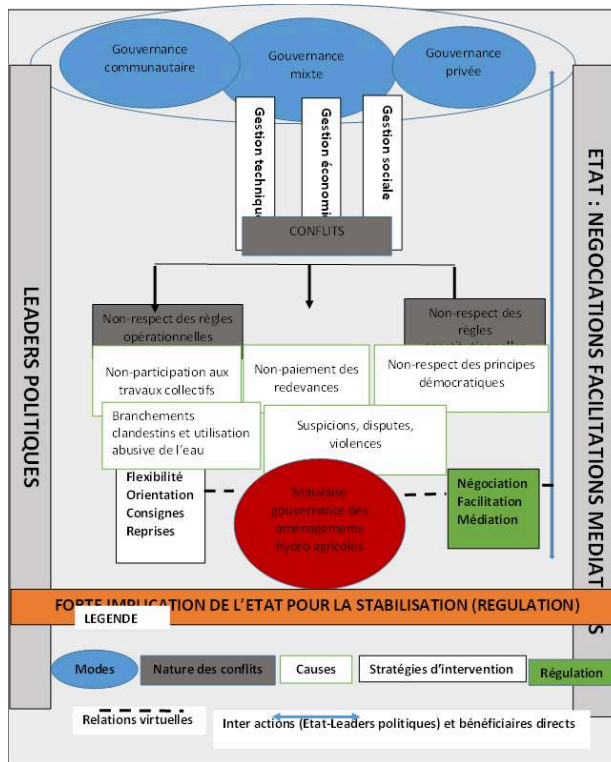 Gouvernance
communautaire
Gouvernance
mixte
Gouvernance
privée
Gestion technique
Gestion économi
Gestion sociale
CONFLITS
LEADERS POLITIQUES
ETAT : NEGOCIATIONS FACILITATIONS MEDIAT
S
Non-respect des règles
opérationnelles
Non-respect des
règles
Non-participation aux
travaux collectifs
Non-paiement des
redevances
Non-respect des principes
démocratiques
Branchements
clandestins et utilisation
abusive de l'eau
Suspicions, disputes,
violences
Flexibilité
Orientation
Consignes
Reprises
Mauvaise
gouvernance des
aménagements
hydro agricoles
Négociation
Facilitation
Médiation
FORTE IMPLICATION DE L'ETAT POUR LA STABILISATION (REGULATION)
LEGENDE
Modes
Nature des conflits
Causes
Stratégies d'intervention
Régulation
Relations virtuelles
Inter actions (Etat-Leaders politiques) et bénéficiaires directs